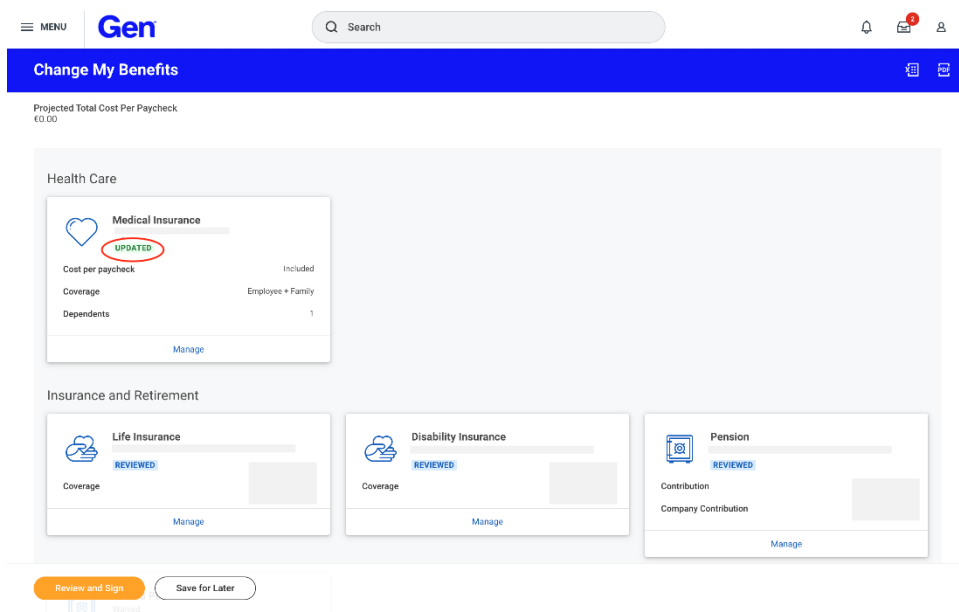 MENU
Gen
Search
2
Change My Benefits
PDF
Projected Total Cost Per Paycheck
€0.00
Health Care
Medical Insurance
UPDATED
Cost per paycheck Included
Coverage Employee + Family
Dependents 1
Manage
Insurance and Retirement
Life Insurance
REVIEWED
Coverage
Manage
Disability Insurance
REVIEWED
Coverage
Manage
Pension
REVIEWED
Contribution
Company Contribution
Manage
Review and Sign
Save for Later
Waived